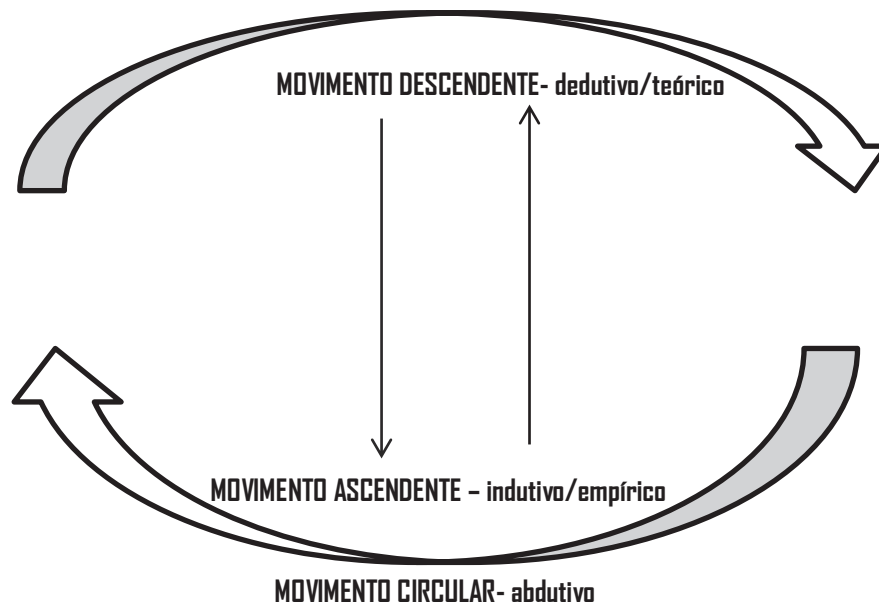 MOVIMENTO DESCENDENTE- dedutivo/teórico
MOVIMENTO ASCENDENTE – indutivo/empírico
MOVIMENTO CIRCULAR- abdutivo